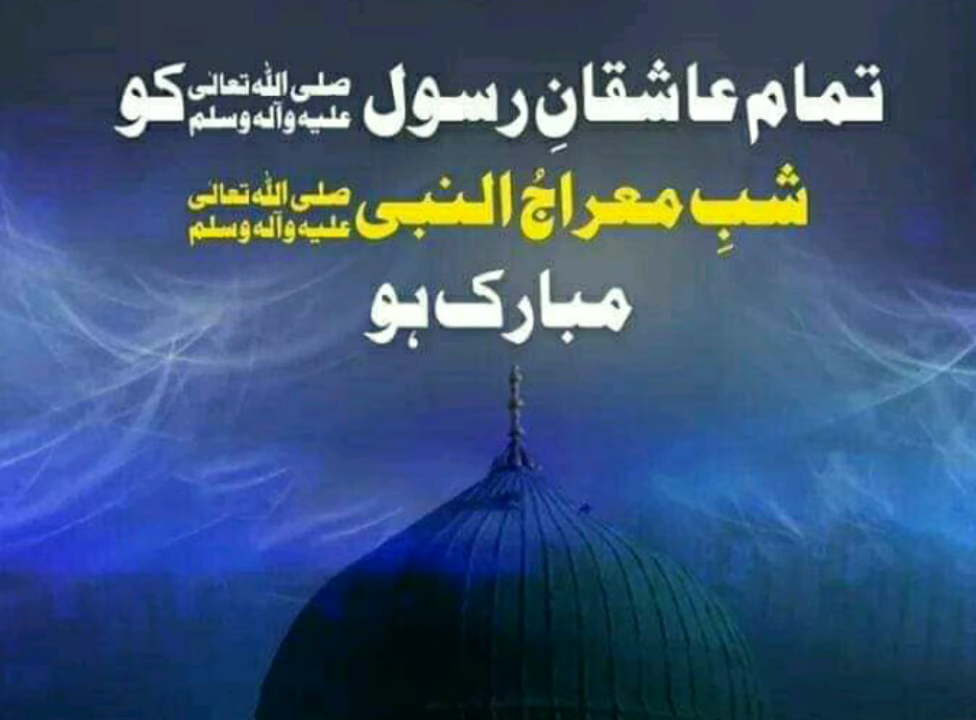 تمام عاشقانِ رسول صلی اللہ تعالی علیہ وآلہ وسلم کو
شبِ معراجُ النبی صلی اللہ تعالی علیہ وآلہ وسلم
مبارک ہو